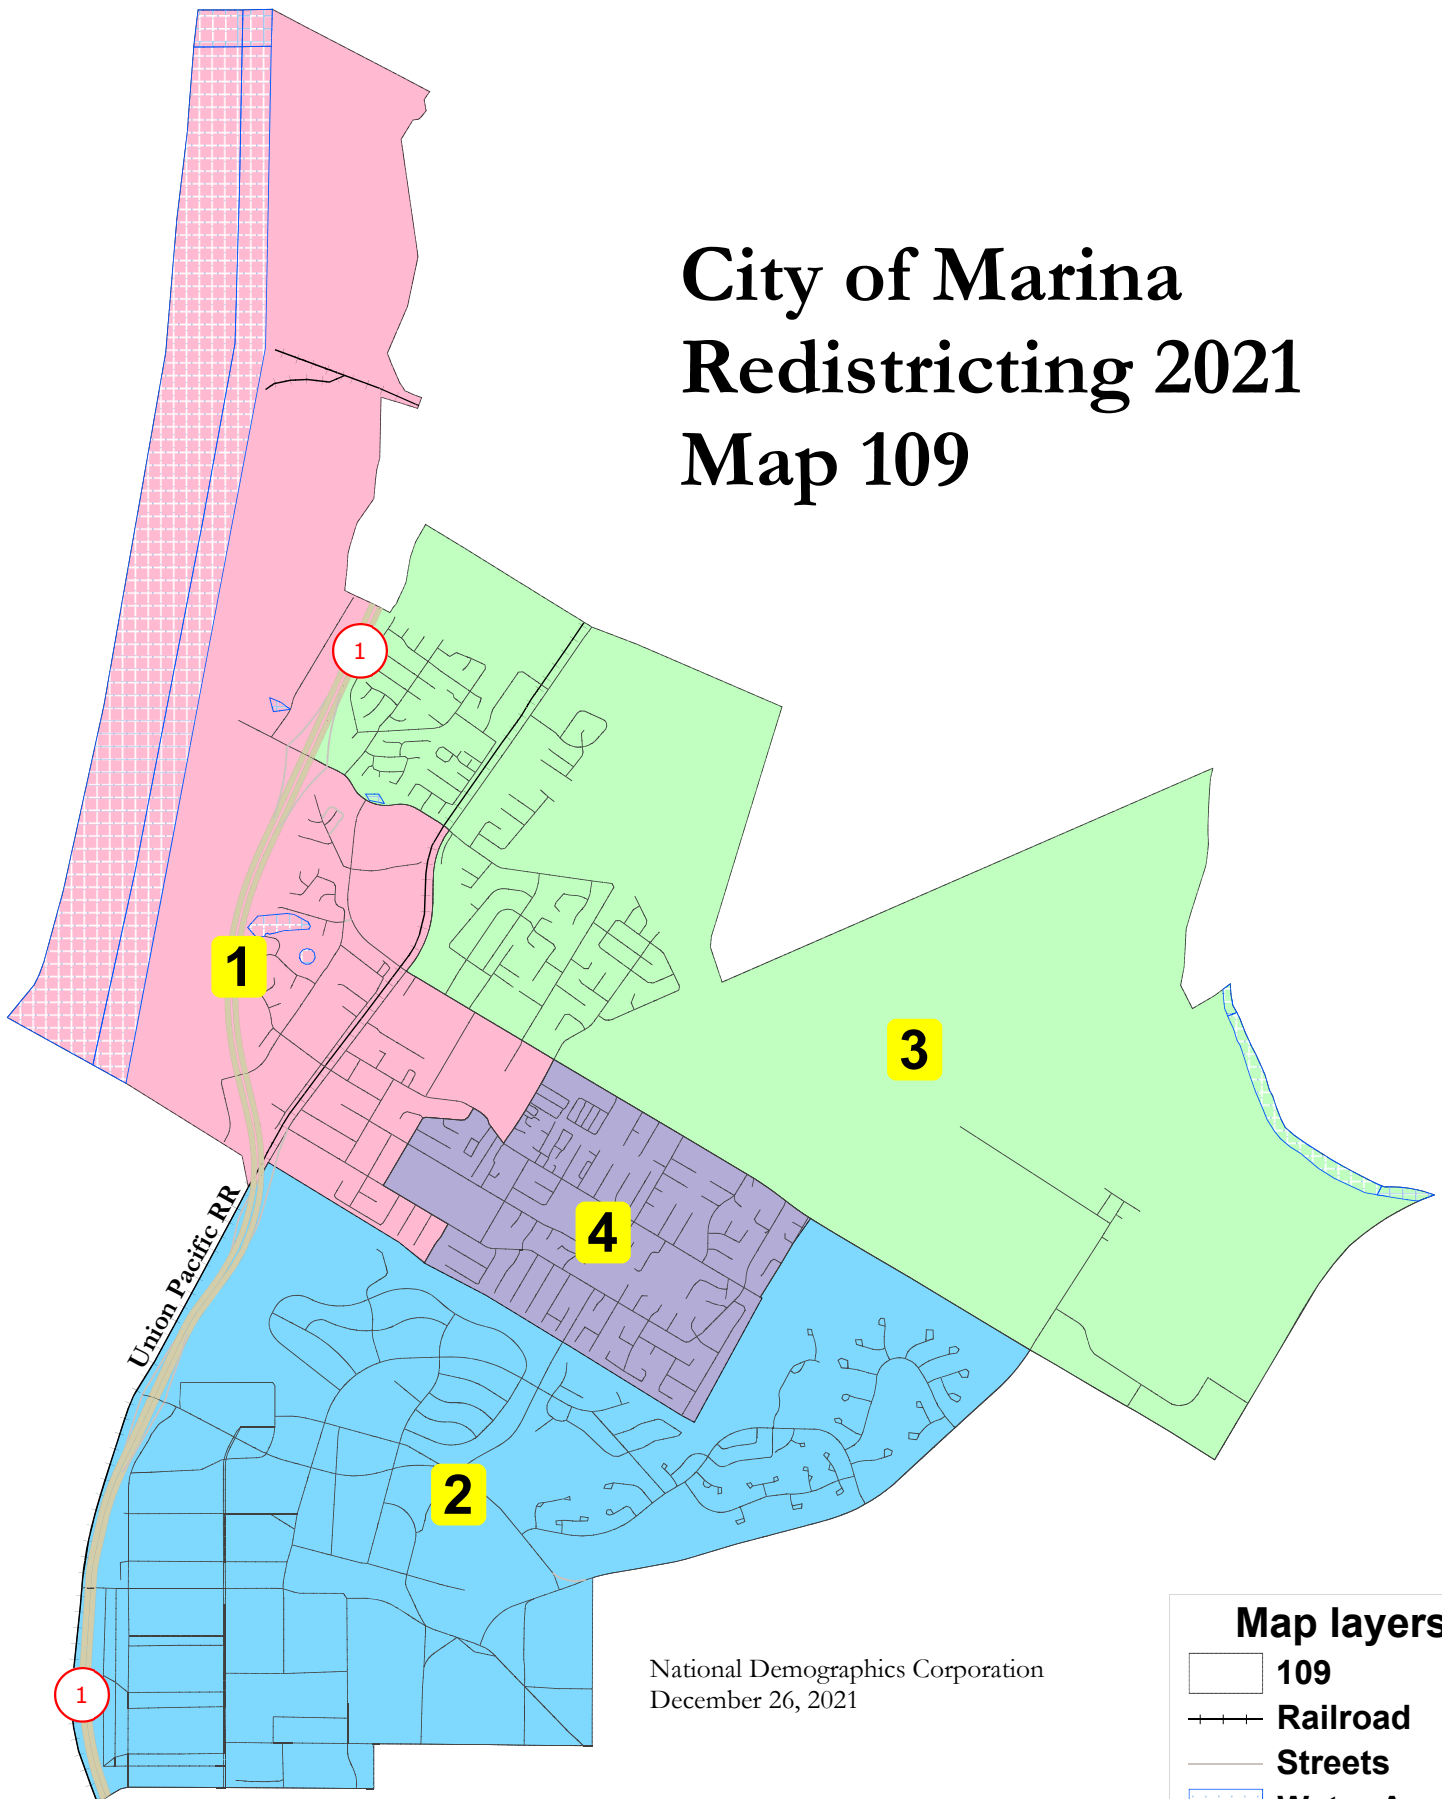 City of Marina
Redistricting 2021
Map 109
1
1
3
4
Union Pacific RR
2
1
National Demographics Corporation
December 26, 2021
Map layers
109
Railroad
Streets